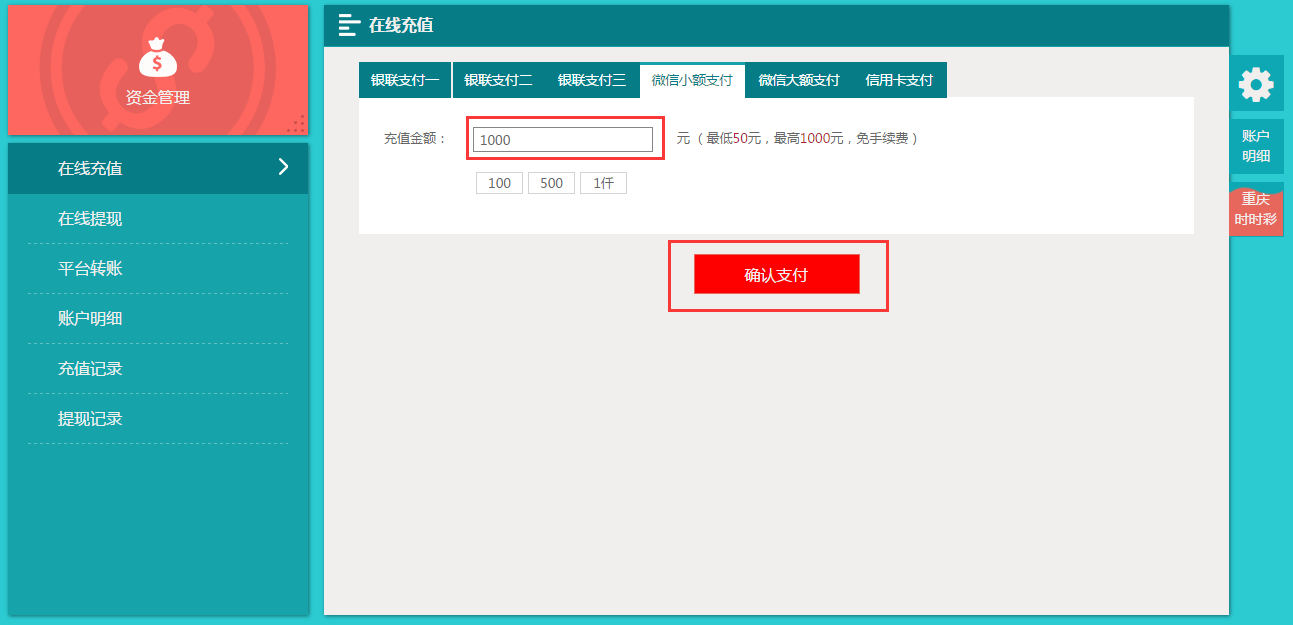 资金管理
在线充值
在线提现
平台转账
账户明细
充值记录
提现记录
在线充值
银联支付一 银联支付二 银联支付三 微信小额支付 微信大额支付 信用卡支付
充值金额： 1000 元（最低50元，最高1000元，免手续费）
100 500 1仟
确认支付
账户
明细
重庆
时时彩